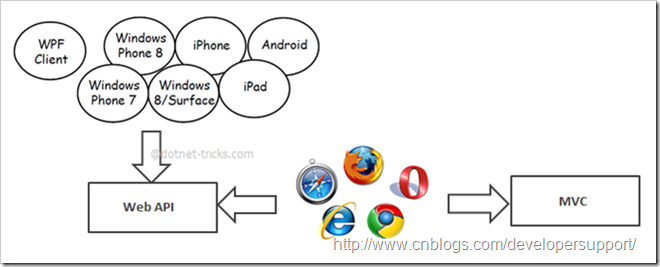 WPF
Client
Windows
Phone 8
iPhone
Android
Windows
Phone 7
Windows
8/Surface
iPad
@dotnet-tricks.com
Web API
MVC
http://www.cnblogs.com/developersupport/